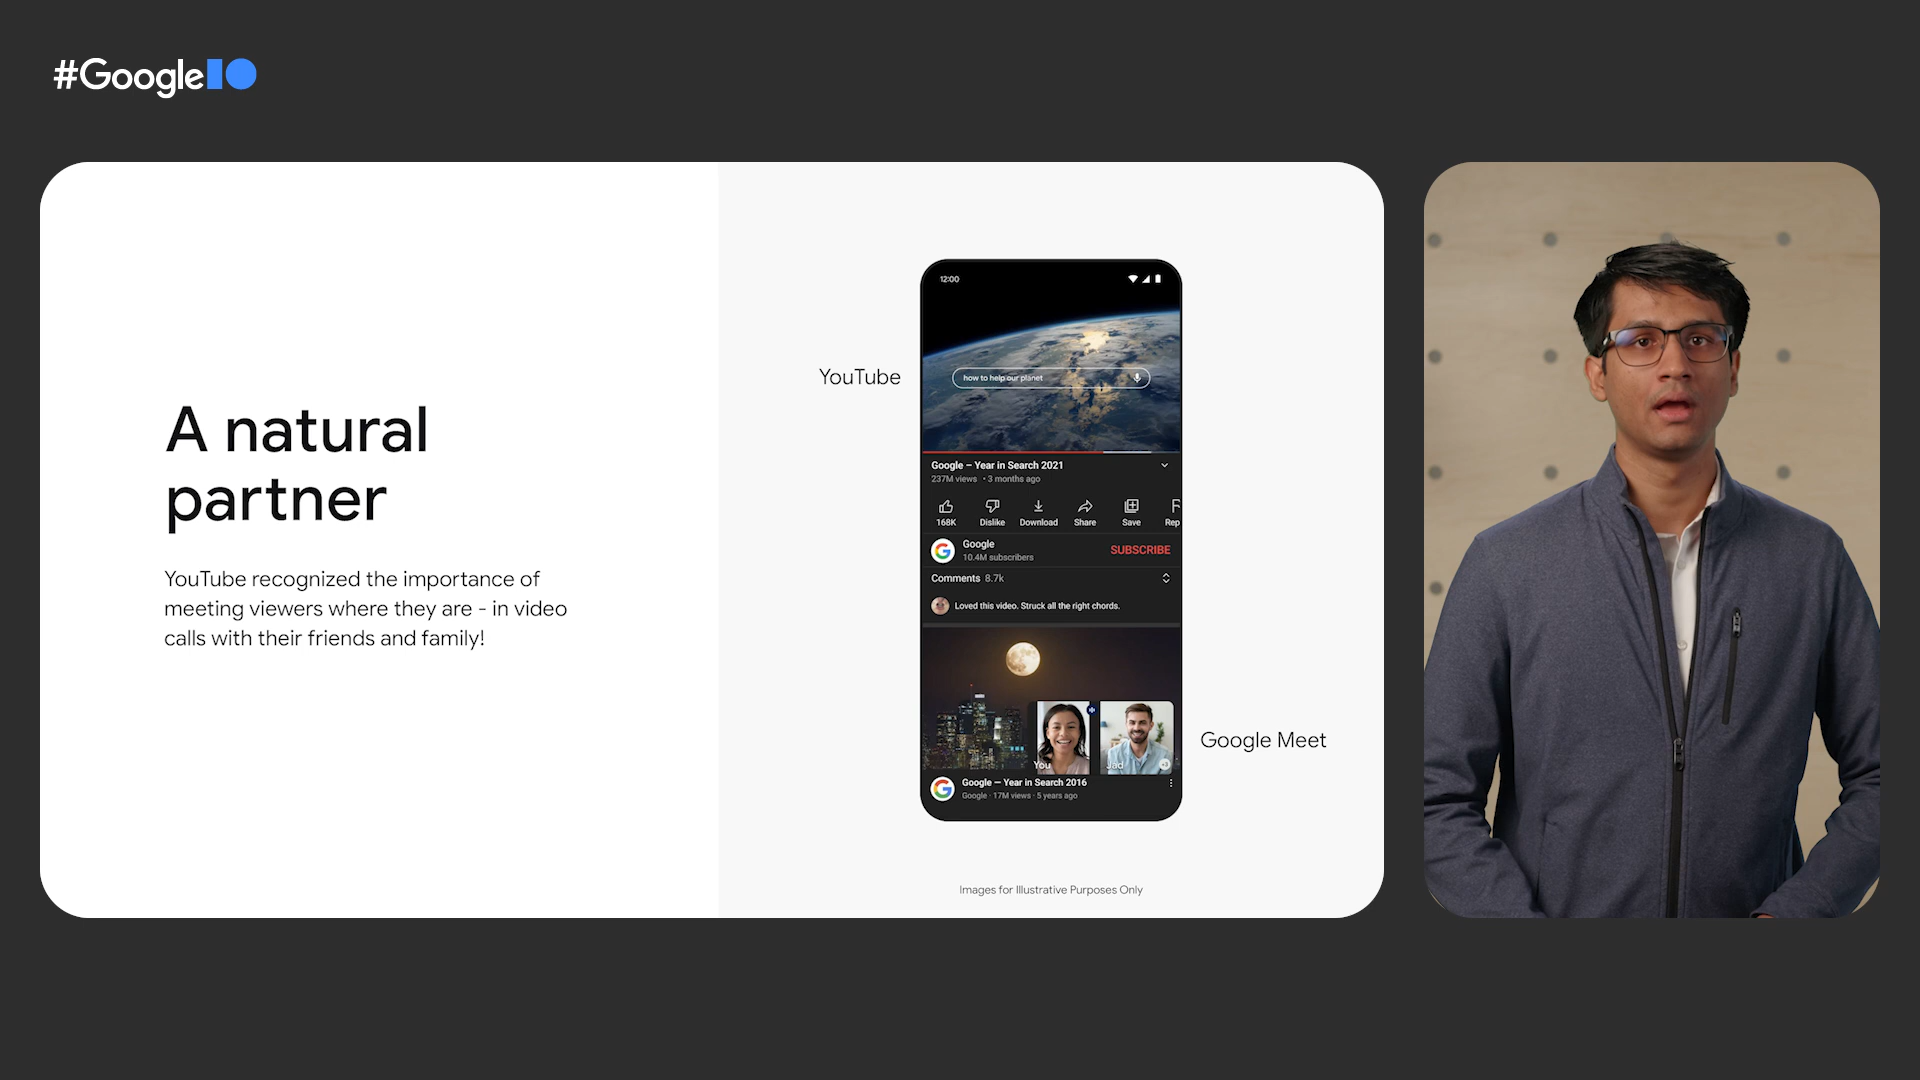 #GoogleIO
A natural
partner
YouTube recognized the importance of
meeting viewers where they are - in video
calls with their friends and family!
YouTube
12:00
how to help our planet
Google – Year in Search 2021
237M views • 3 months ago
168K Dislike Download Share Save Rep
Google
10.4M subscribers
SUBSCRIBE
Comments 8.7k
Loved this video. Struck all the right chords.
You
Jad
Google Meet
Google – Year in Search 2016
Google · 17M views · 5 years ago
Images for Illustrative Purposes Only